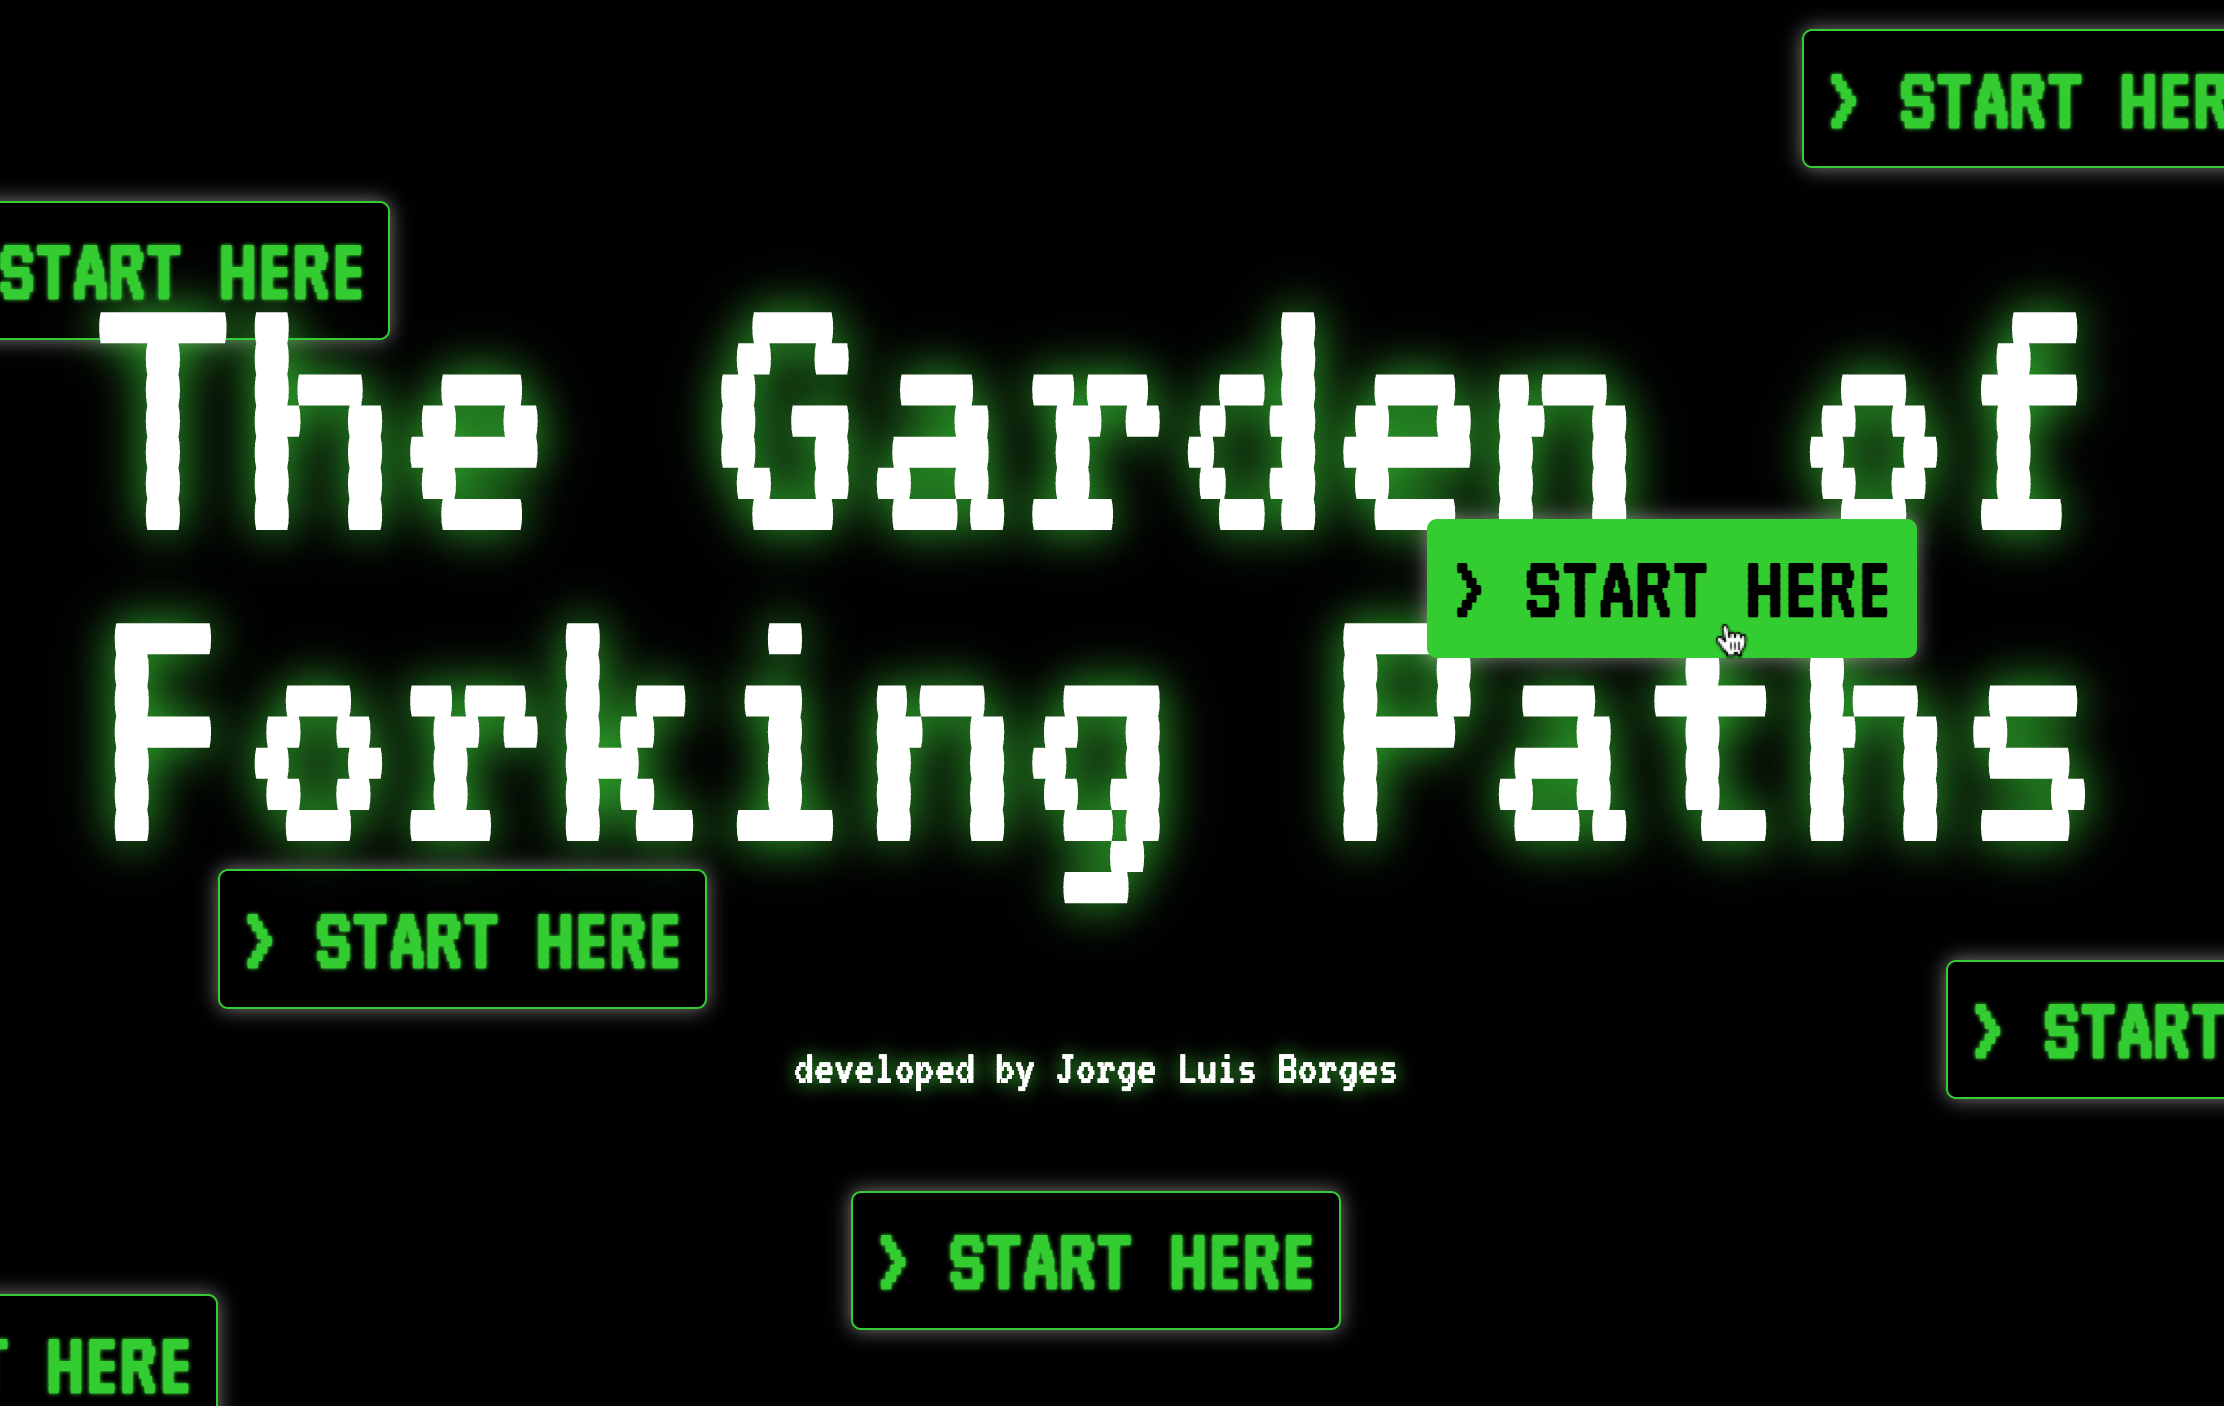 > START HER
START HERE
The Garden of
> START HERE
Forking Paths
> START HERE
> START
developed by Jorge Luis Borges
> START HERE
T HERE